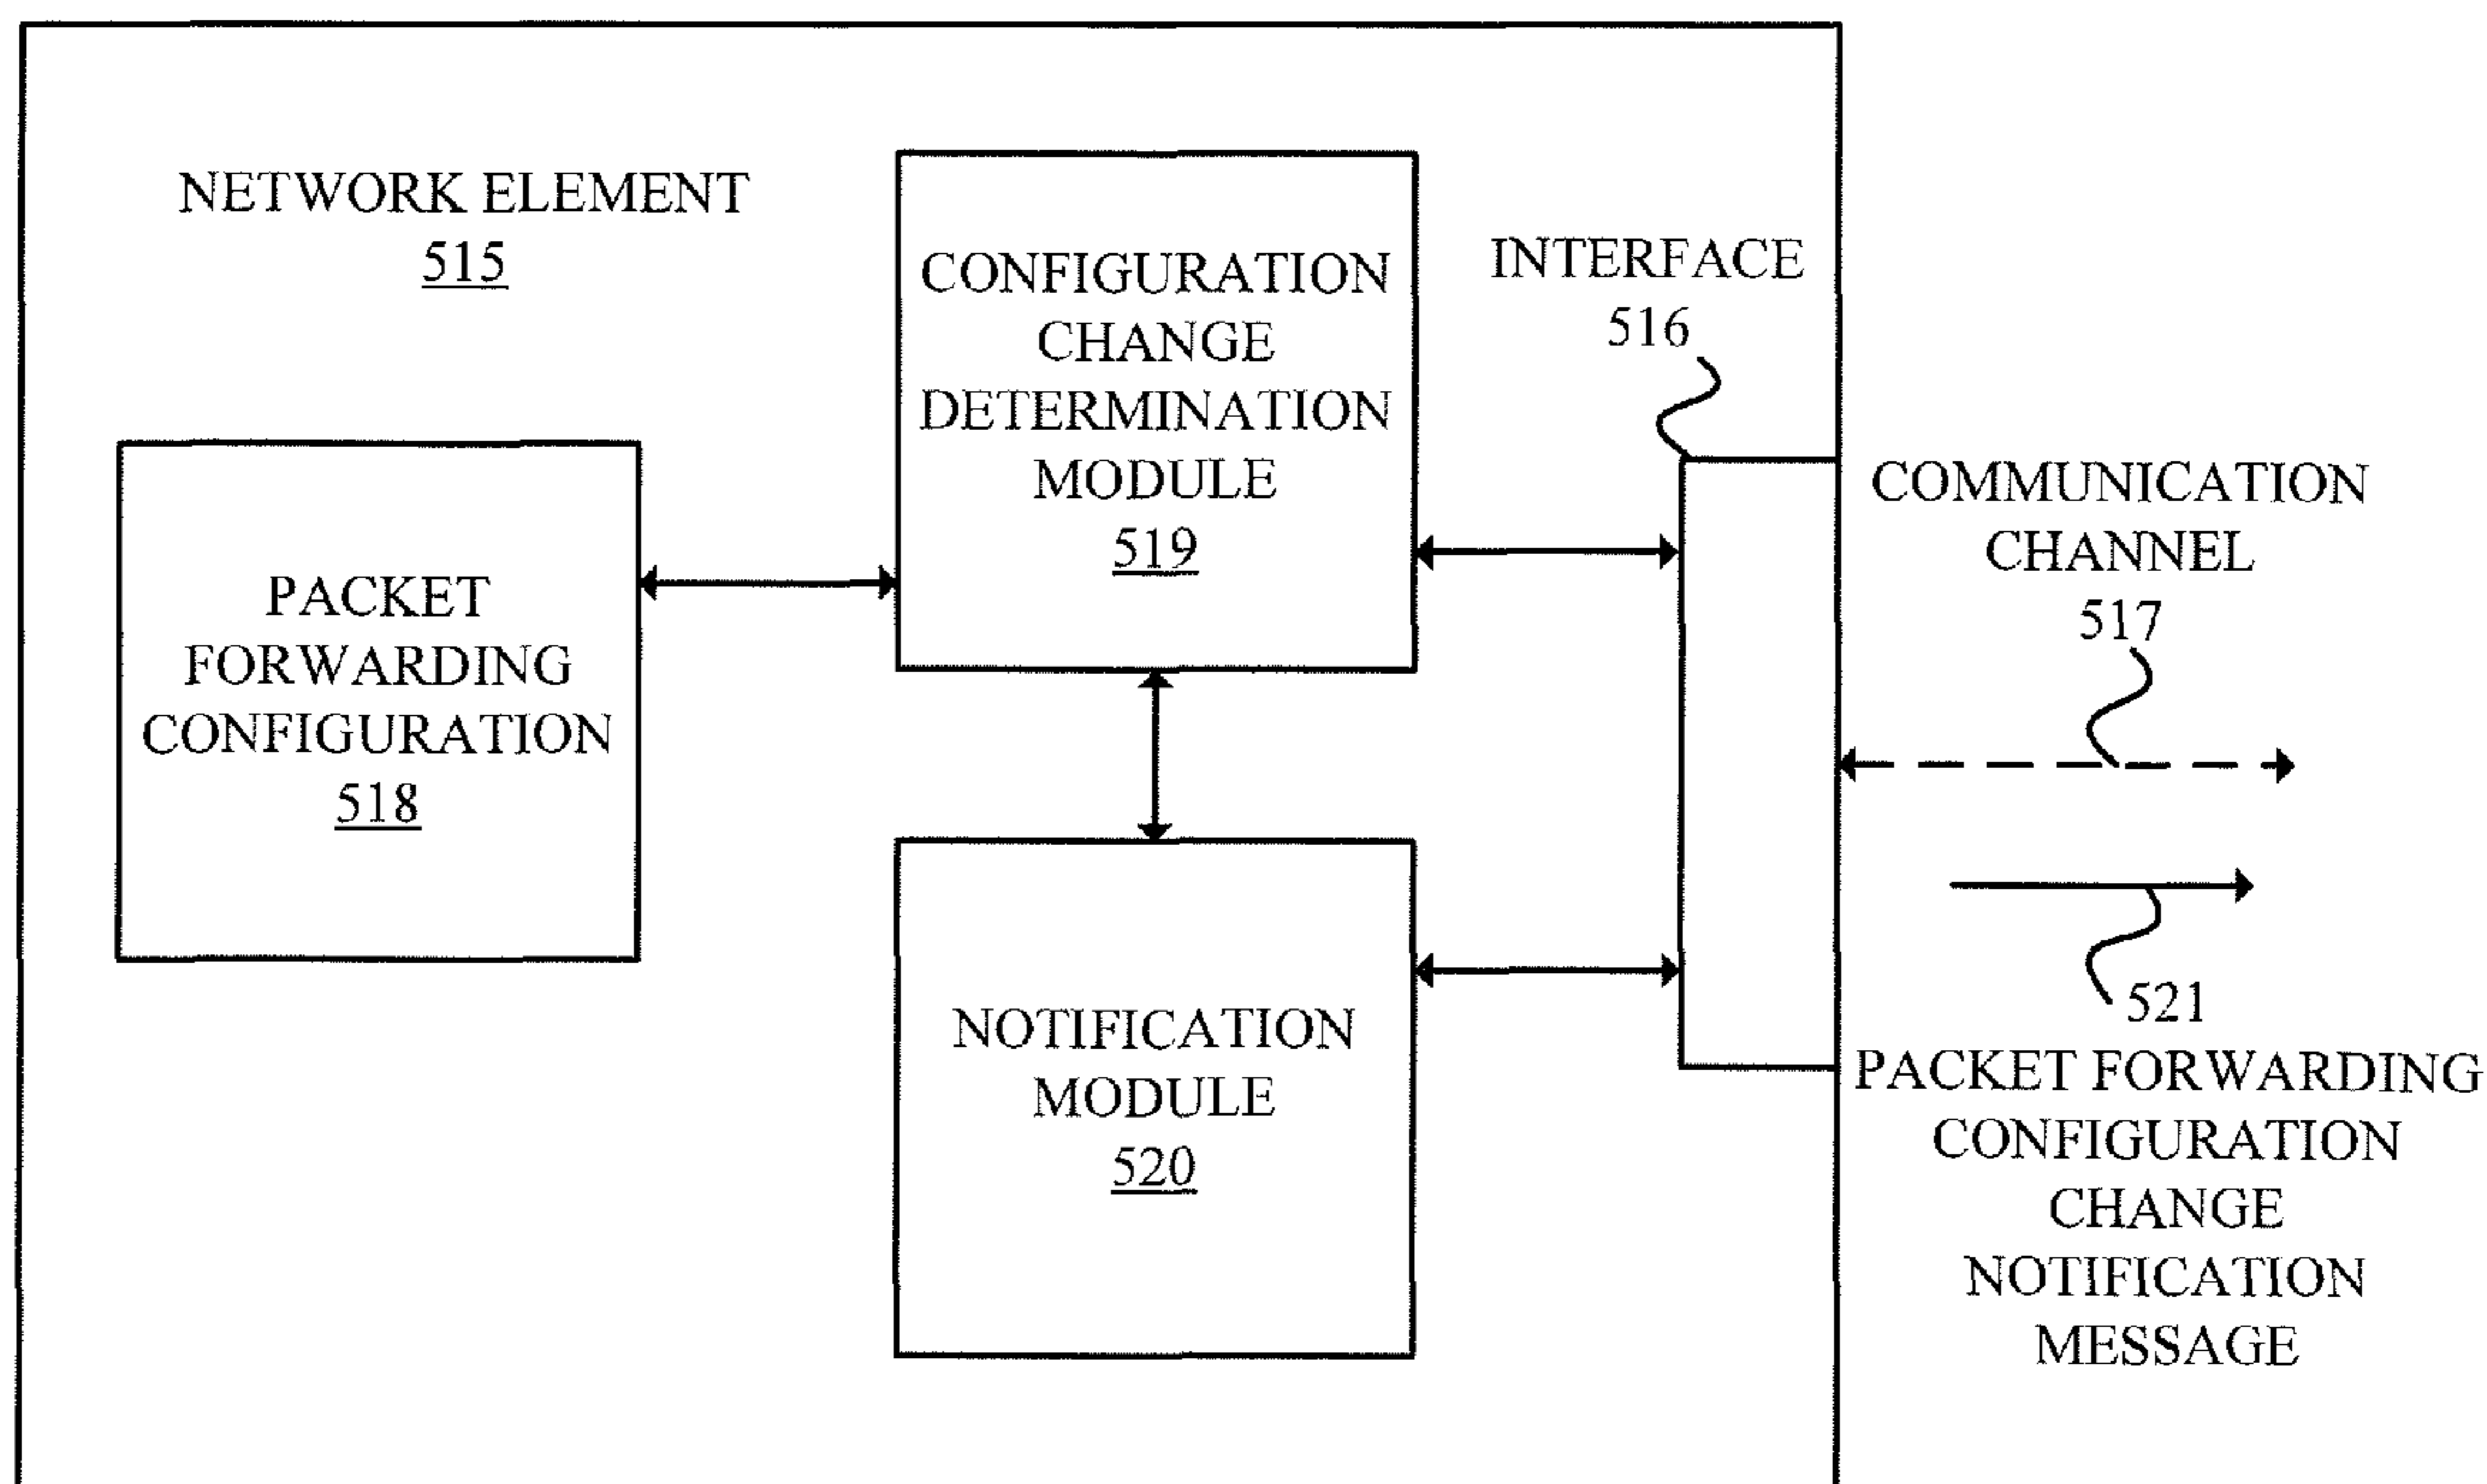 NETWORK ELEMENT
515
CONFIGURATION
CHANGE
DETERMINATION
MODULE
519
INTERFACE
516
PACKET
FORWARDING
CONFIGURATION
518
COMMUNICATION
CHANNEL
517
NOTIFICATION
MODULE
520
521
PACKET FORWARDING
CONFIGURATION
CHANGE
NOTIFICATION
MESSAGE